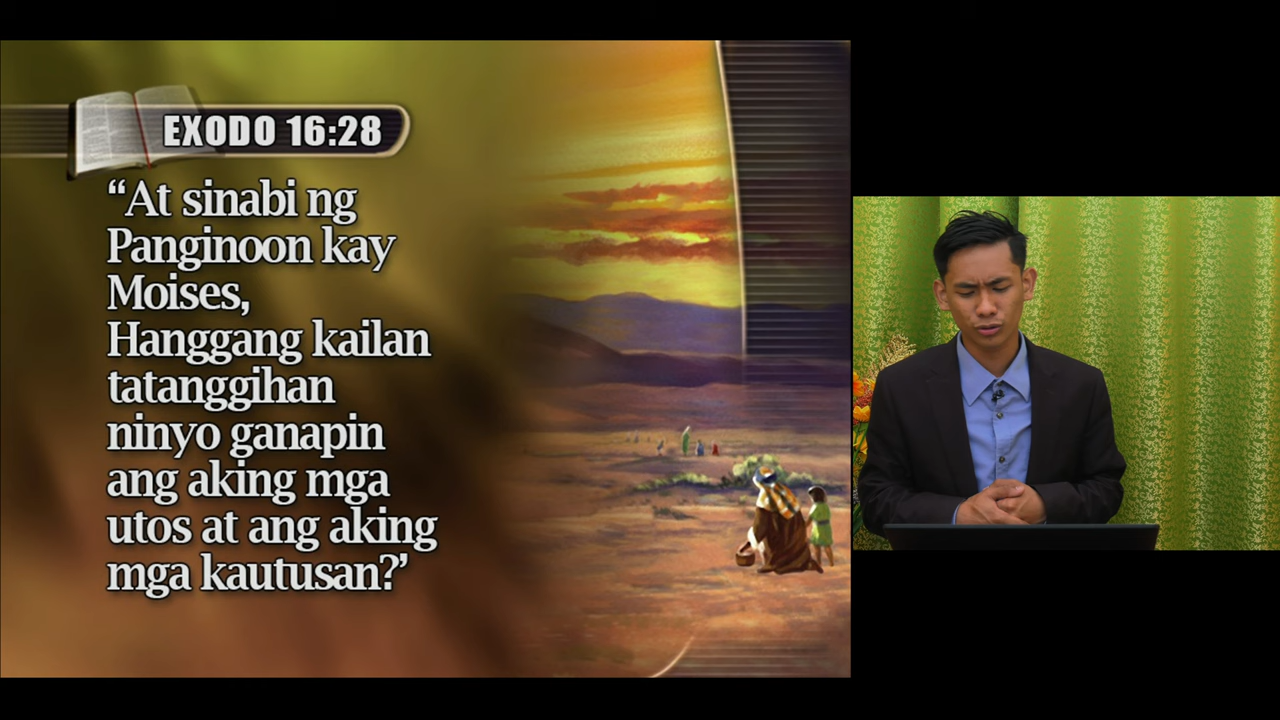 EXODO 16:28
“At sinabi ng
Panginoon kay
Moises,
Hanggang kailan
tatanggihan
ninyo ganapin
ang aking mga
utos at ang aking
mga kautusan?’